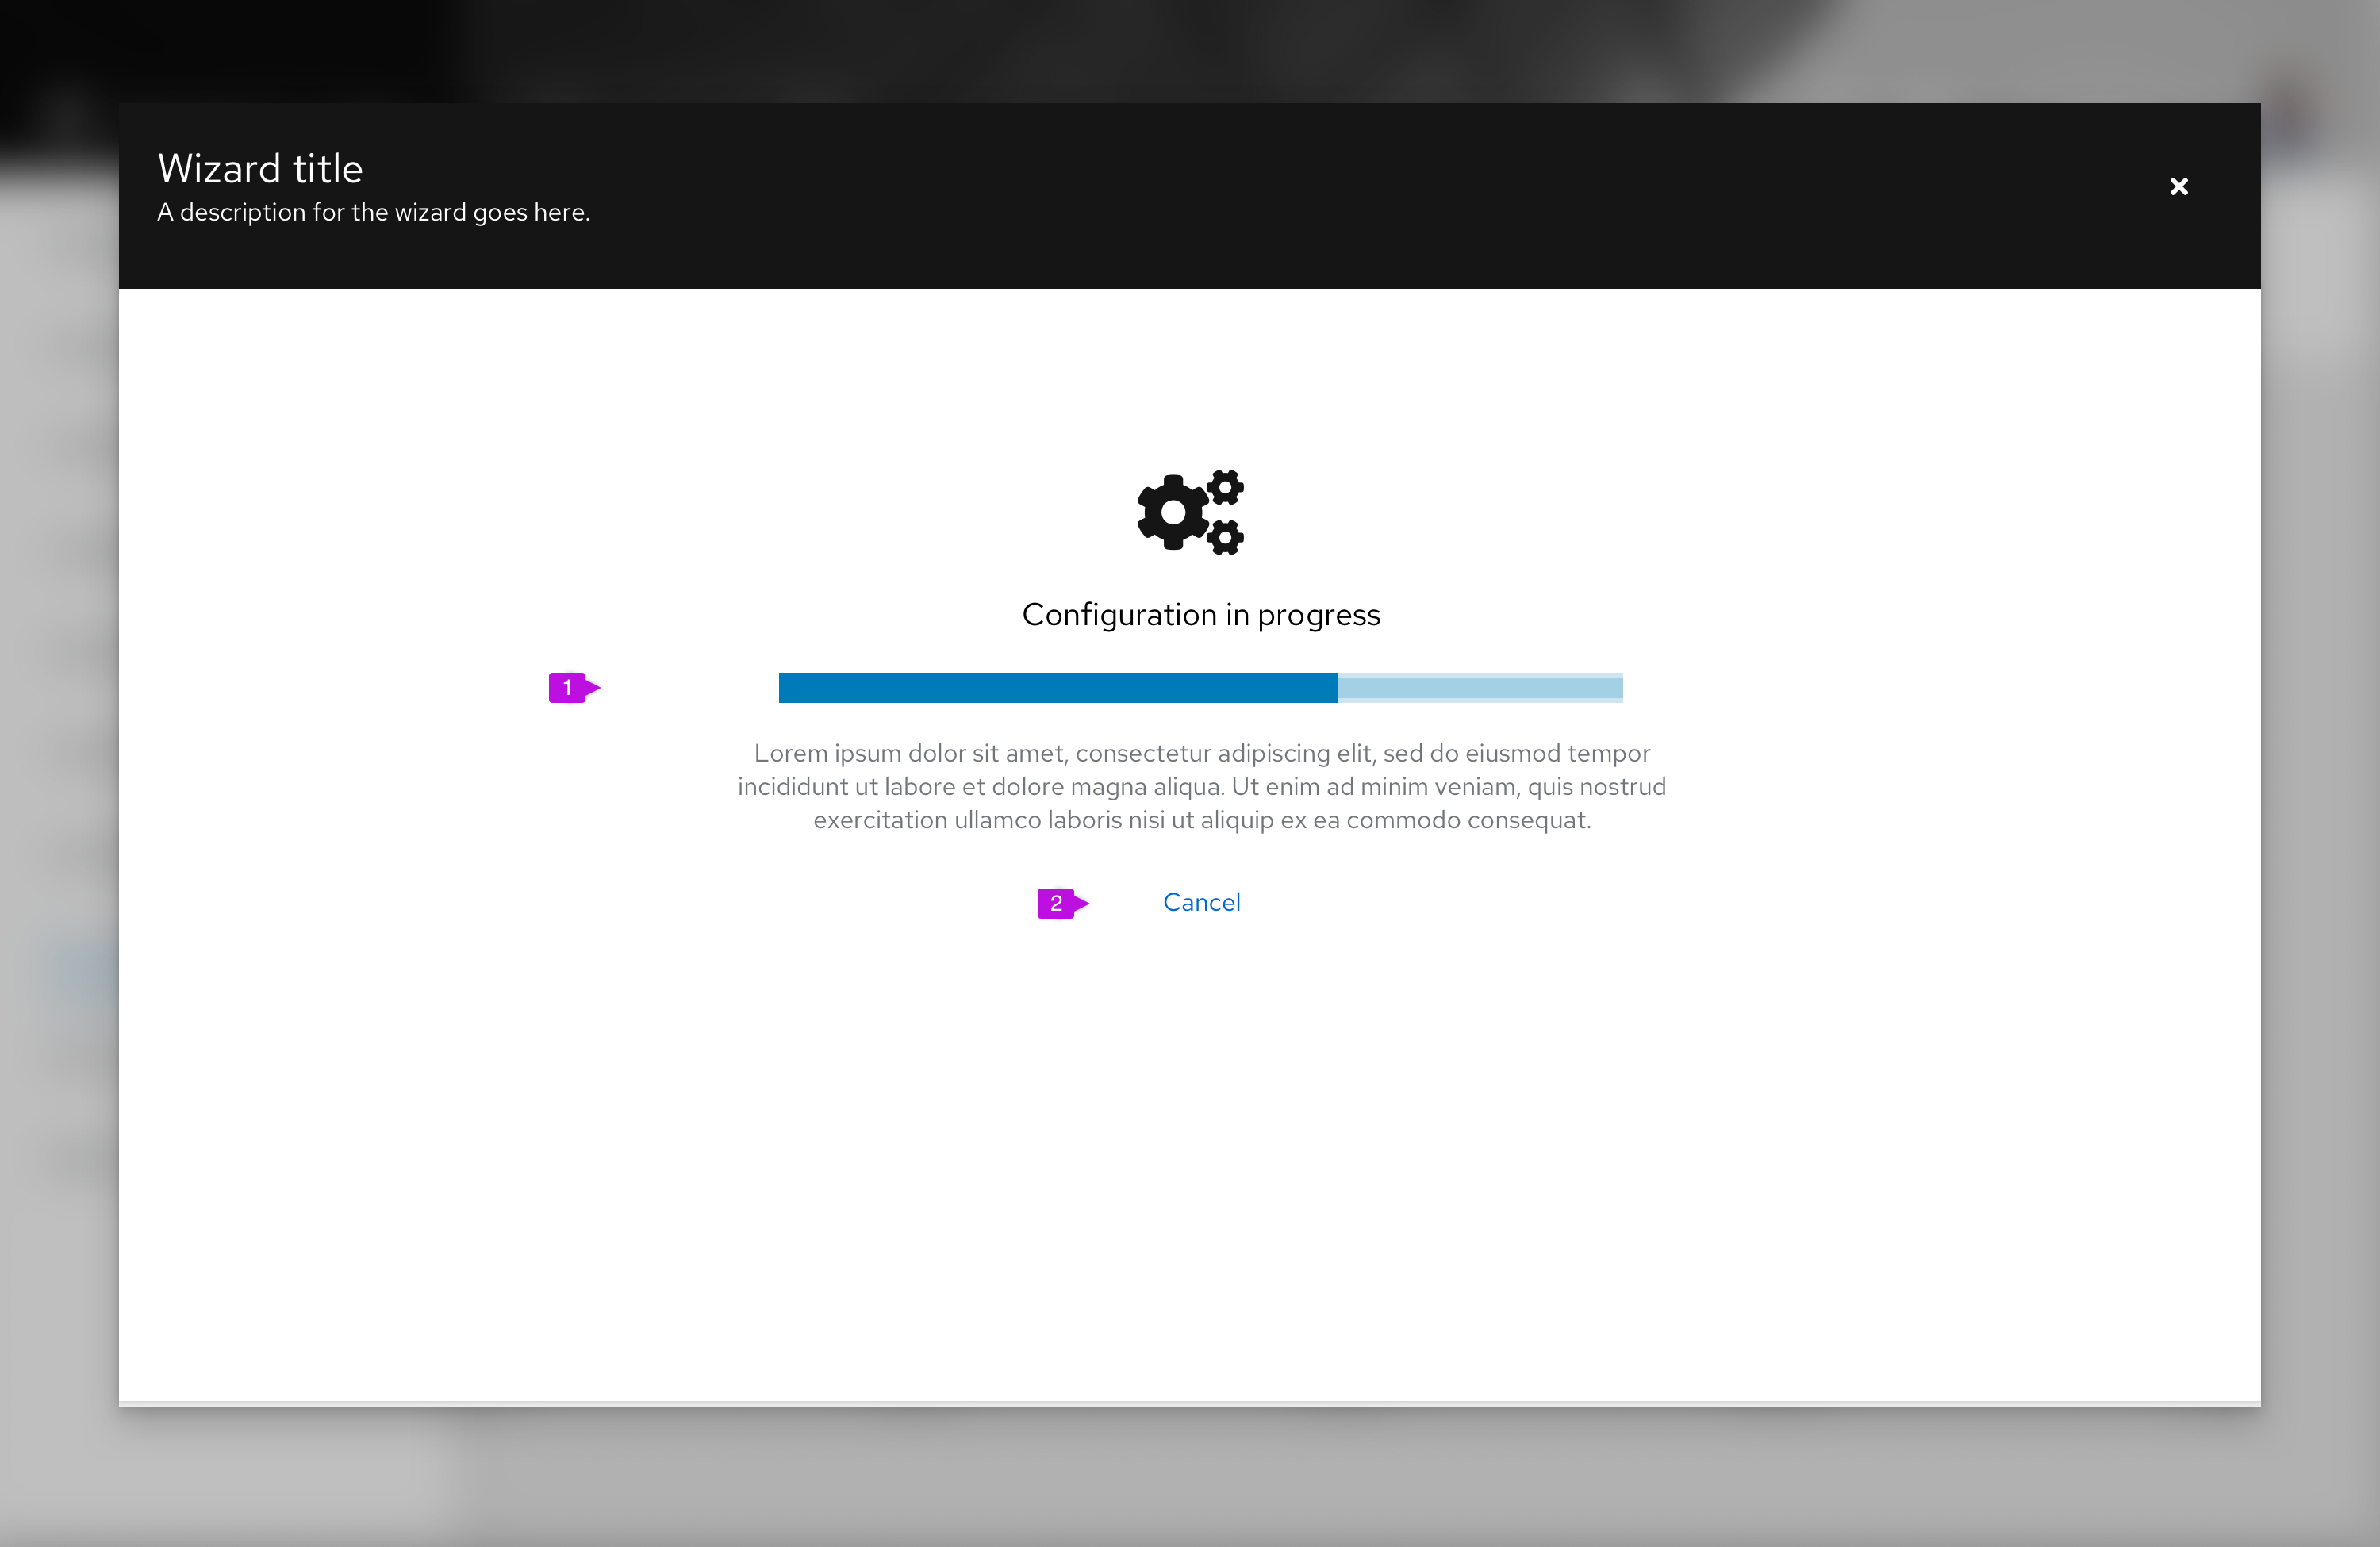 Wizard title
A description for the wizard goes here.
Configuration in progress
1
Lorem ipsum dolor sit amet, consectetur adipiscing elit, sed do eiusmod tempor
incididunt ut labore et dolore magna aliqua. Ut enim ad minim veniam, quis nostrud
exercitation ullamco laboris nisi ut aliquip ex ea commodo consequat.
2 Cancel